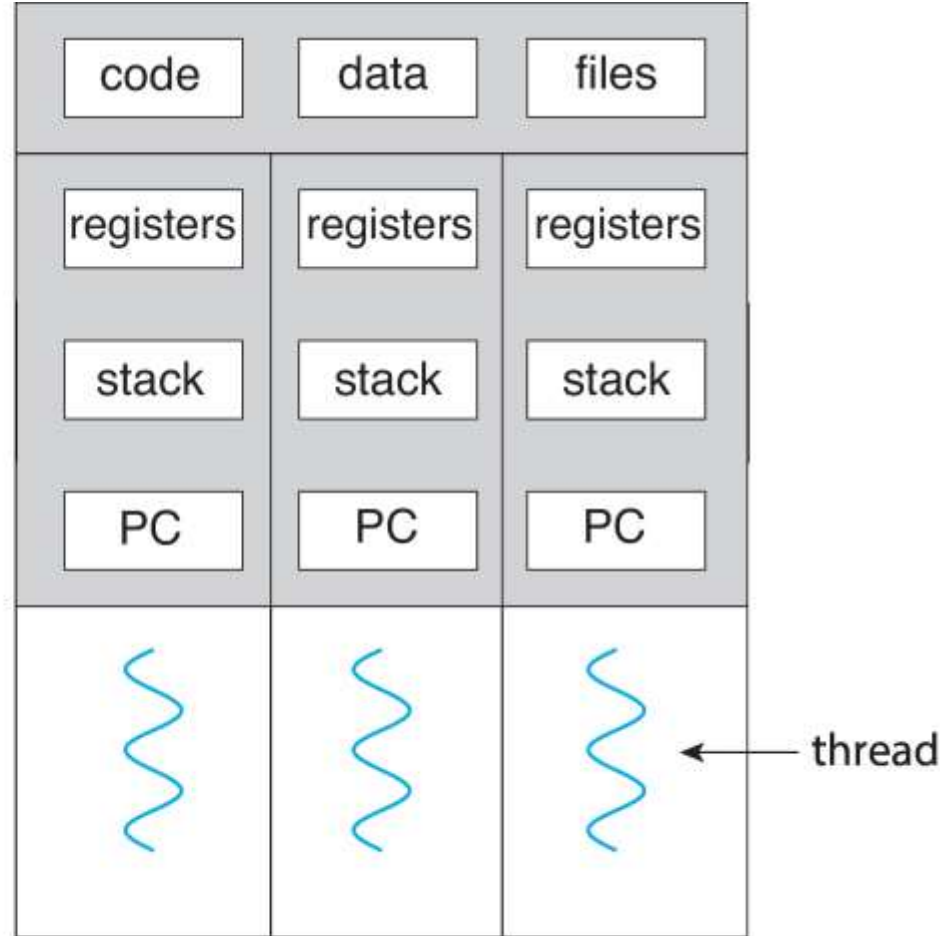 code data files
registers registers registers
stack stack stack
PC PC PC
thread